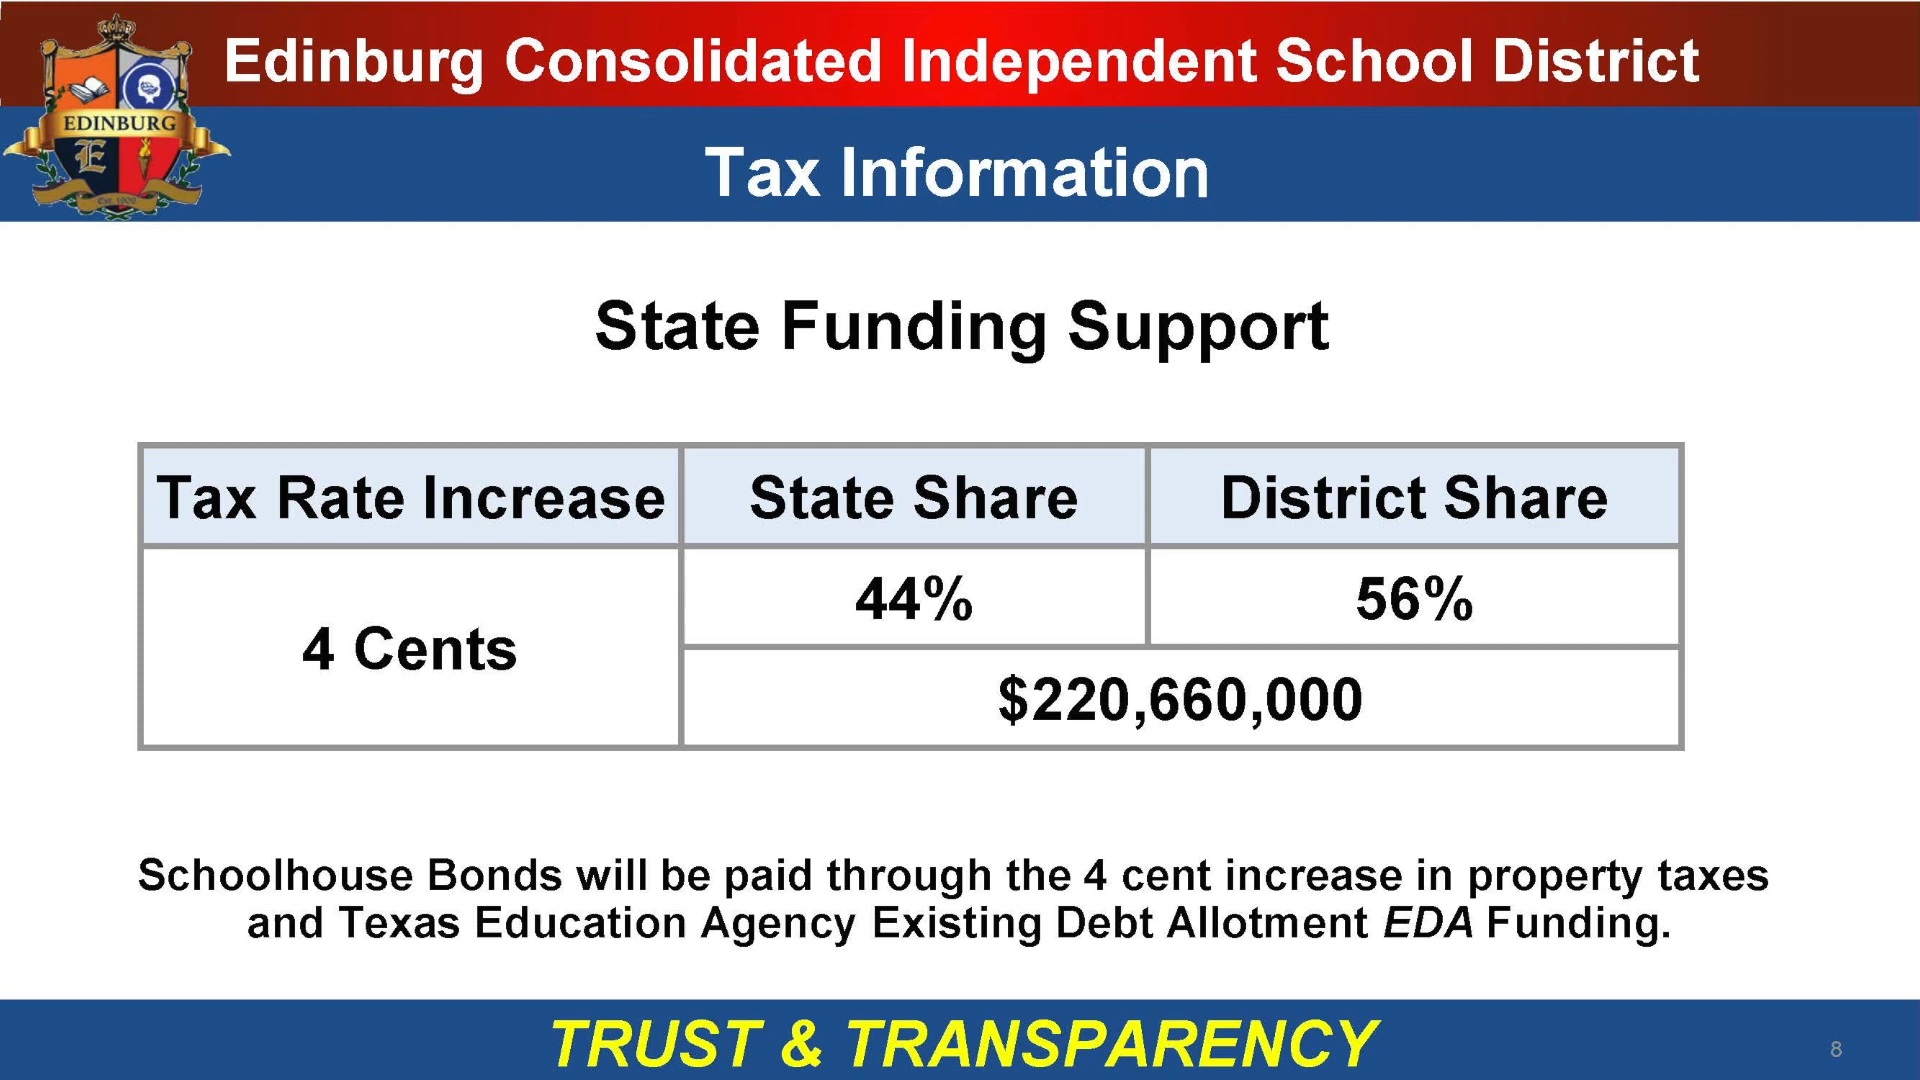 Edinburg Consolidated Independent School District
EDINBURG
E
Est. 1909
Tax Information
State Funding Support
Tax Rate Increase State Share District Share
44% 56%
4 Cents
$220,660,000
Schoolhouse Bonds will be paid through the 4 cent increase in property taxes
and Texas Education Agency Existing Debt Allotment EDA Funding.
TRUST & TRANSPARENCY
8